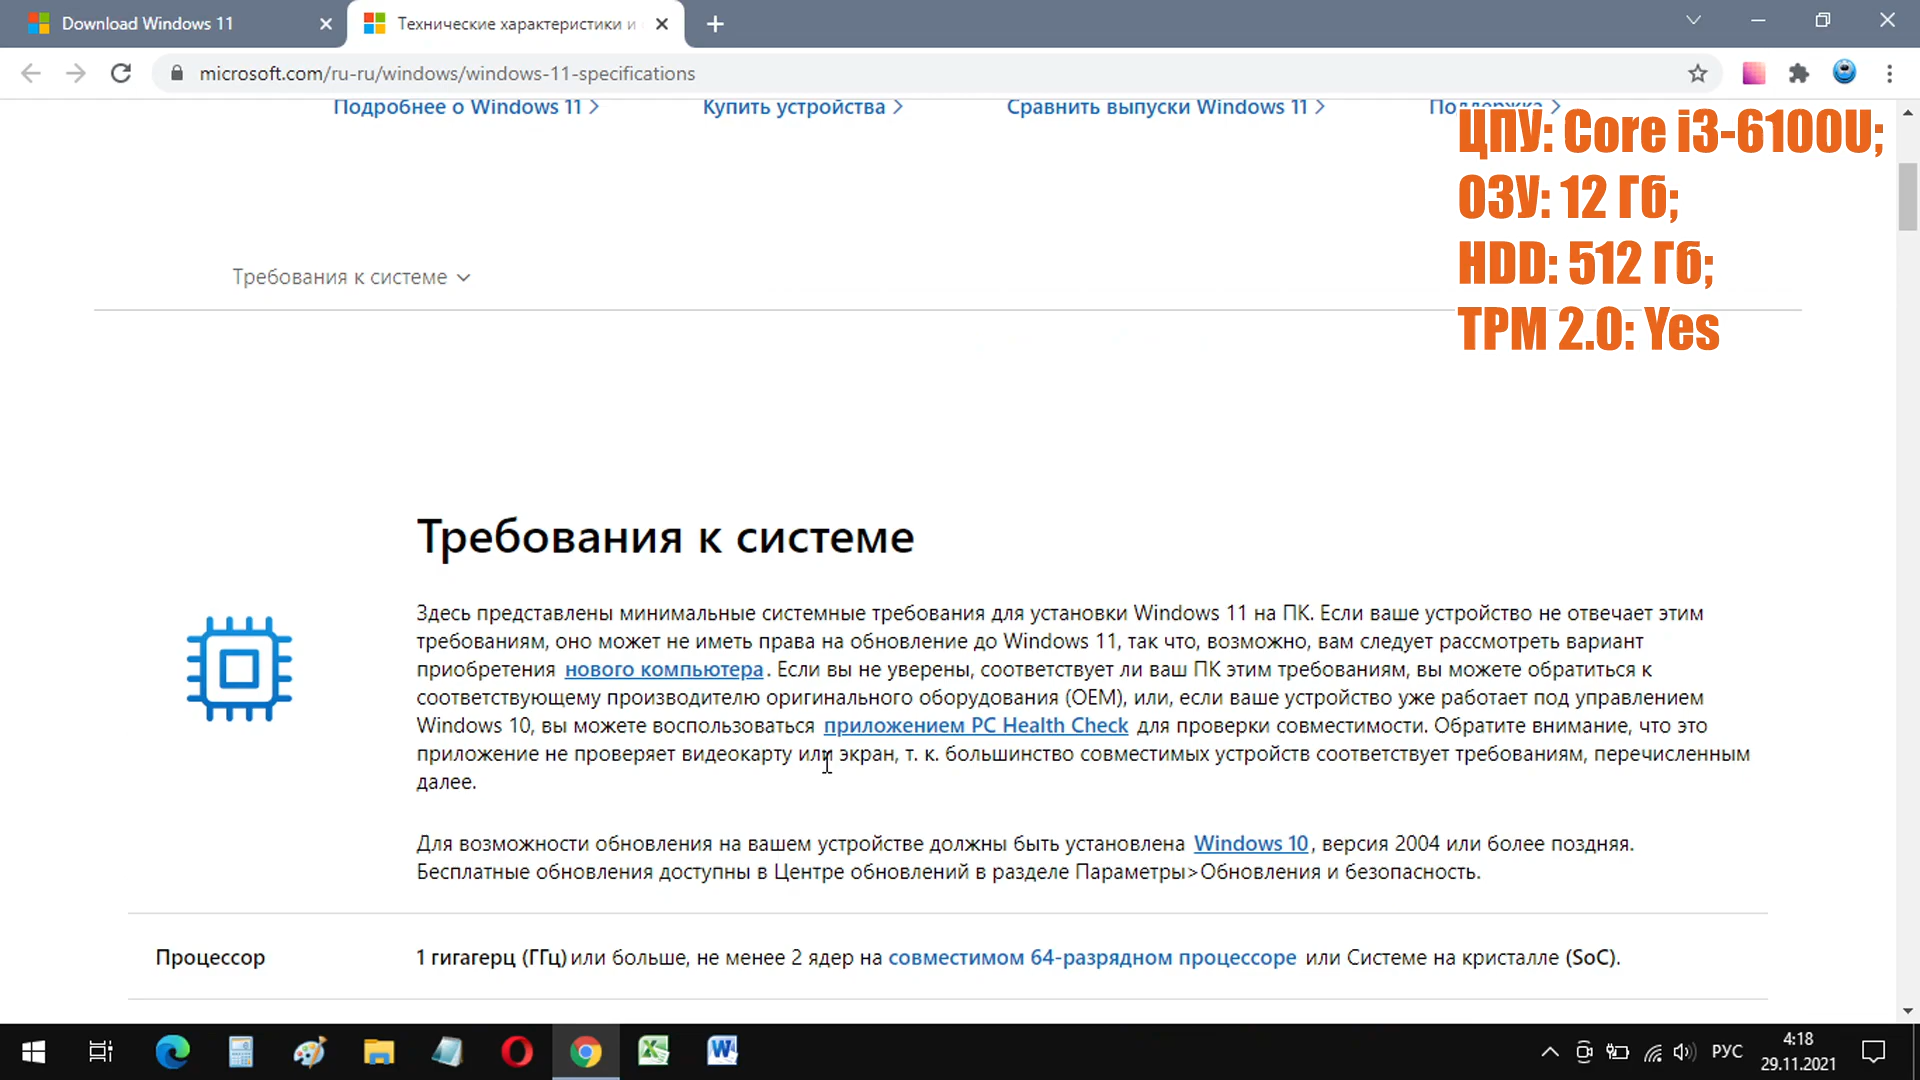 Download Windows 11
Технические характеристики и
microsoft.com/ru-ru/windows/windows-11-specifications
Подробнее о Windows 11
Купить устройства
Сравнить выпуски Windows 11
Поддержка
ЦПУ: Core i3-6100U;
ОЗУ: 12 Гб;
HDD: 512 Гб;
TPM 2.0: Yes
Требования к системе
Требования к системе
Здесь представлены минимальные системные требования для установки Windows 11 на ПК. Если ваше устройство не отвечает этим
требованиям, оно может не иметь права на обновление до Windows 11, так что, возможно, вам следует рассмотреть вариант
приобретения нового компьютера. Если вы не уверены, соответствует ли ваш ПК этим требованиям, вы можете обратиться к
соответствующему производителю оригинального оборудования (OEM), или, если ваше устройство уже работает под управлением
Windows 10, вы можете воспользоваться приложением PC Health Check для проверки совместимости. Обратите внимание, что это
приложение не проверяет видеокарту или экран, т. к. большинство совместимых устройств соответствует требованиям, перечисленным
далее.
Для возможности обновления на вашем устройстве должны быть установлена Windows 10, версия 2004 или более поздняя.
Бесплатные обновления доступны в Центре обновлений в разделе Параметры>Обновления и безопасность.
Процессор
1 гигагерц (ГГц) или больше, не менее 2 ядер на совместимом 64-разрядном процессоре или Системе на кристалле (SoC).
РУС
4:18
29.11.2021